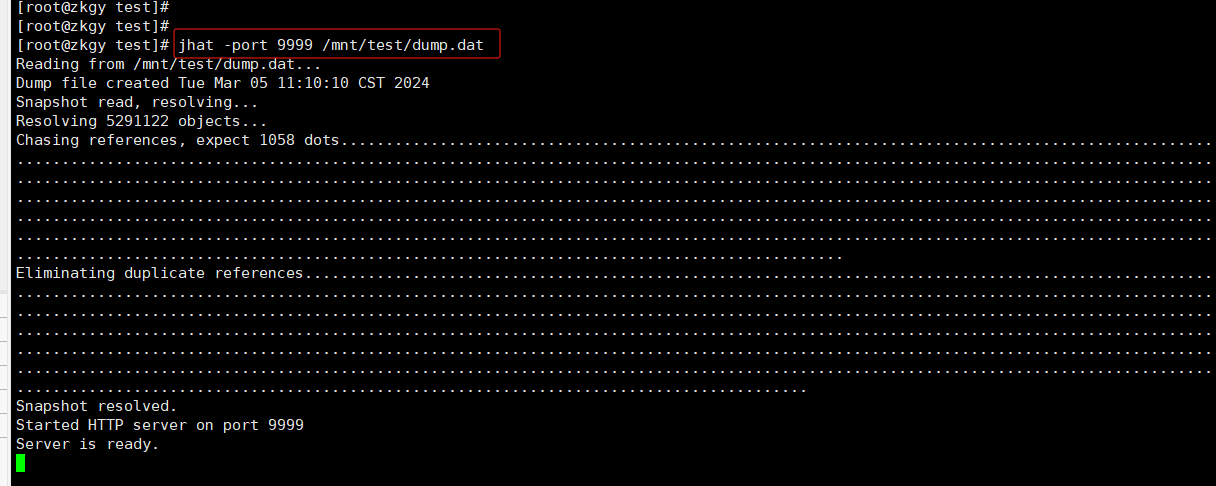 [root@zkgy test]#
[root@zkgy test]#
[root@zkgy test]# jhat -port 9999 /mnt/test/dump.dat
Reading from /mnt/test/dump.dat...
Dump file created Tue Mar 05 11:10:10 CST 2024
Snapshot read, resolving...
Resolving 5291122 objects...
Chasing references, expect 1058 dots.................................................................................................
.....................................................................................................................................
.....................................................................................................................................
.....................................................................................................................................
.....................................................................................................................................
.....................................................................................................................................
............................................................................................
Eliminating duplicate references.....................................................................................................
.....................................................................................................................................
.....................................................................................................................................
.....................................................................................................................................
.....................................................................................................................................
.....................................................................................................................................
........................................................................................
Snapshot resolved.
Started HTTP server on port 9999
Server is ready.